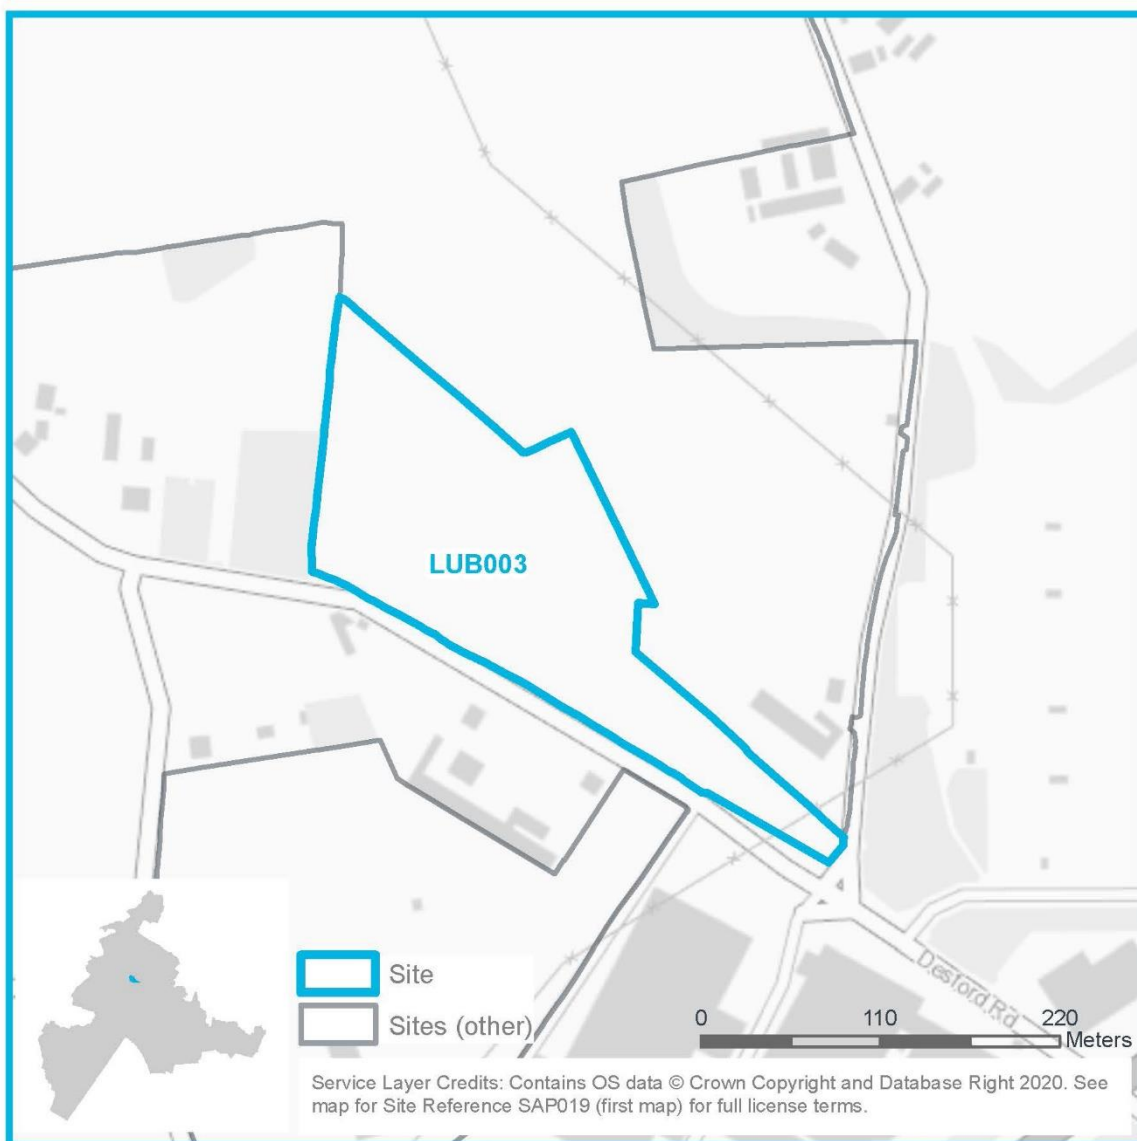 LUB003
Desford Rd
Site
Sites (other)
0 110 220
Meters
Service Layer Credits: Contains OS data © Crown Copyright and Database Right 2020. See
map for Site Reference SAP019 (first map) for full license terms.